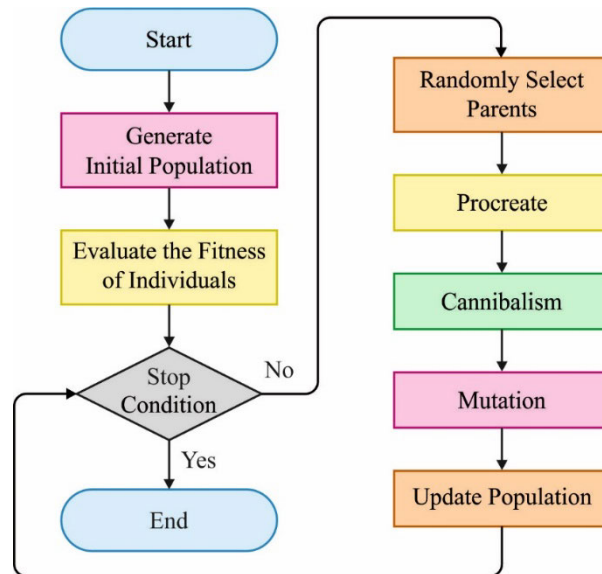 Start
Generate
Initial Population
Evaluate the Fitness
of Individuals
Stop
Condition
No
Yes
End
Randomly Select
Parents
Procreate
Cannibalism
Mutation
Update Population